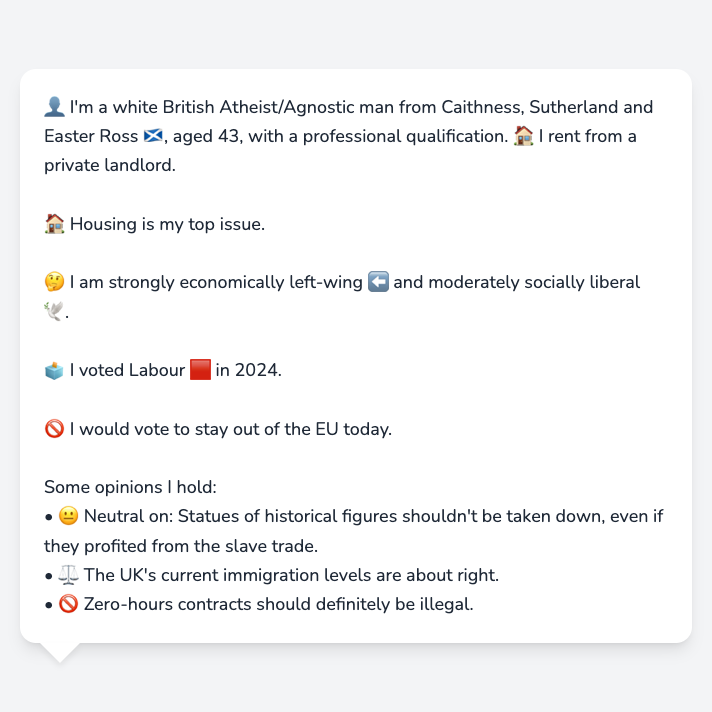 👤 I'm a white British Atheist/Agnostic man from Caithness, Sutherland and
Easter Ross 🏴󠁧󠁢󠁳󠁣󠁴󠁿, aged 43, with a professional qualification. 🏠 I rent from a
private landlord.
🏠 Housing is my top issue.
🤔 I am strongly economically left-wing ⬅️ and moderately socially liberal
🕊️.
🗳️ I voted Labour 🟥 in 2024.
🚫 I would vote to stay out of the EU today.
Some opinions I hold:
• 😐 Neutral on: Statues of historical figures shouldn't be taken down, even if
they profited from the slave trade.
• ⚖️ The UK's current immigration levels are about right.
• 🚫 Zero-hours contracts should definitely be illegal.